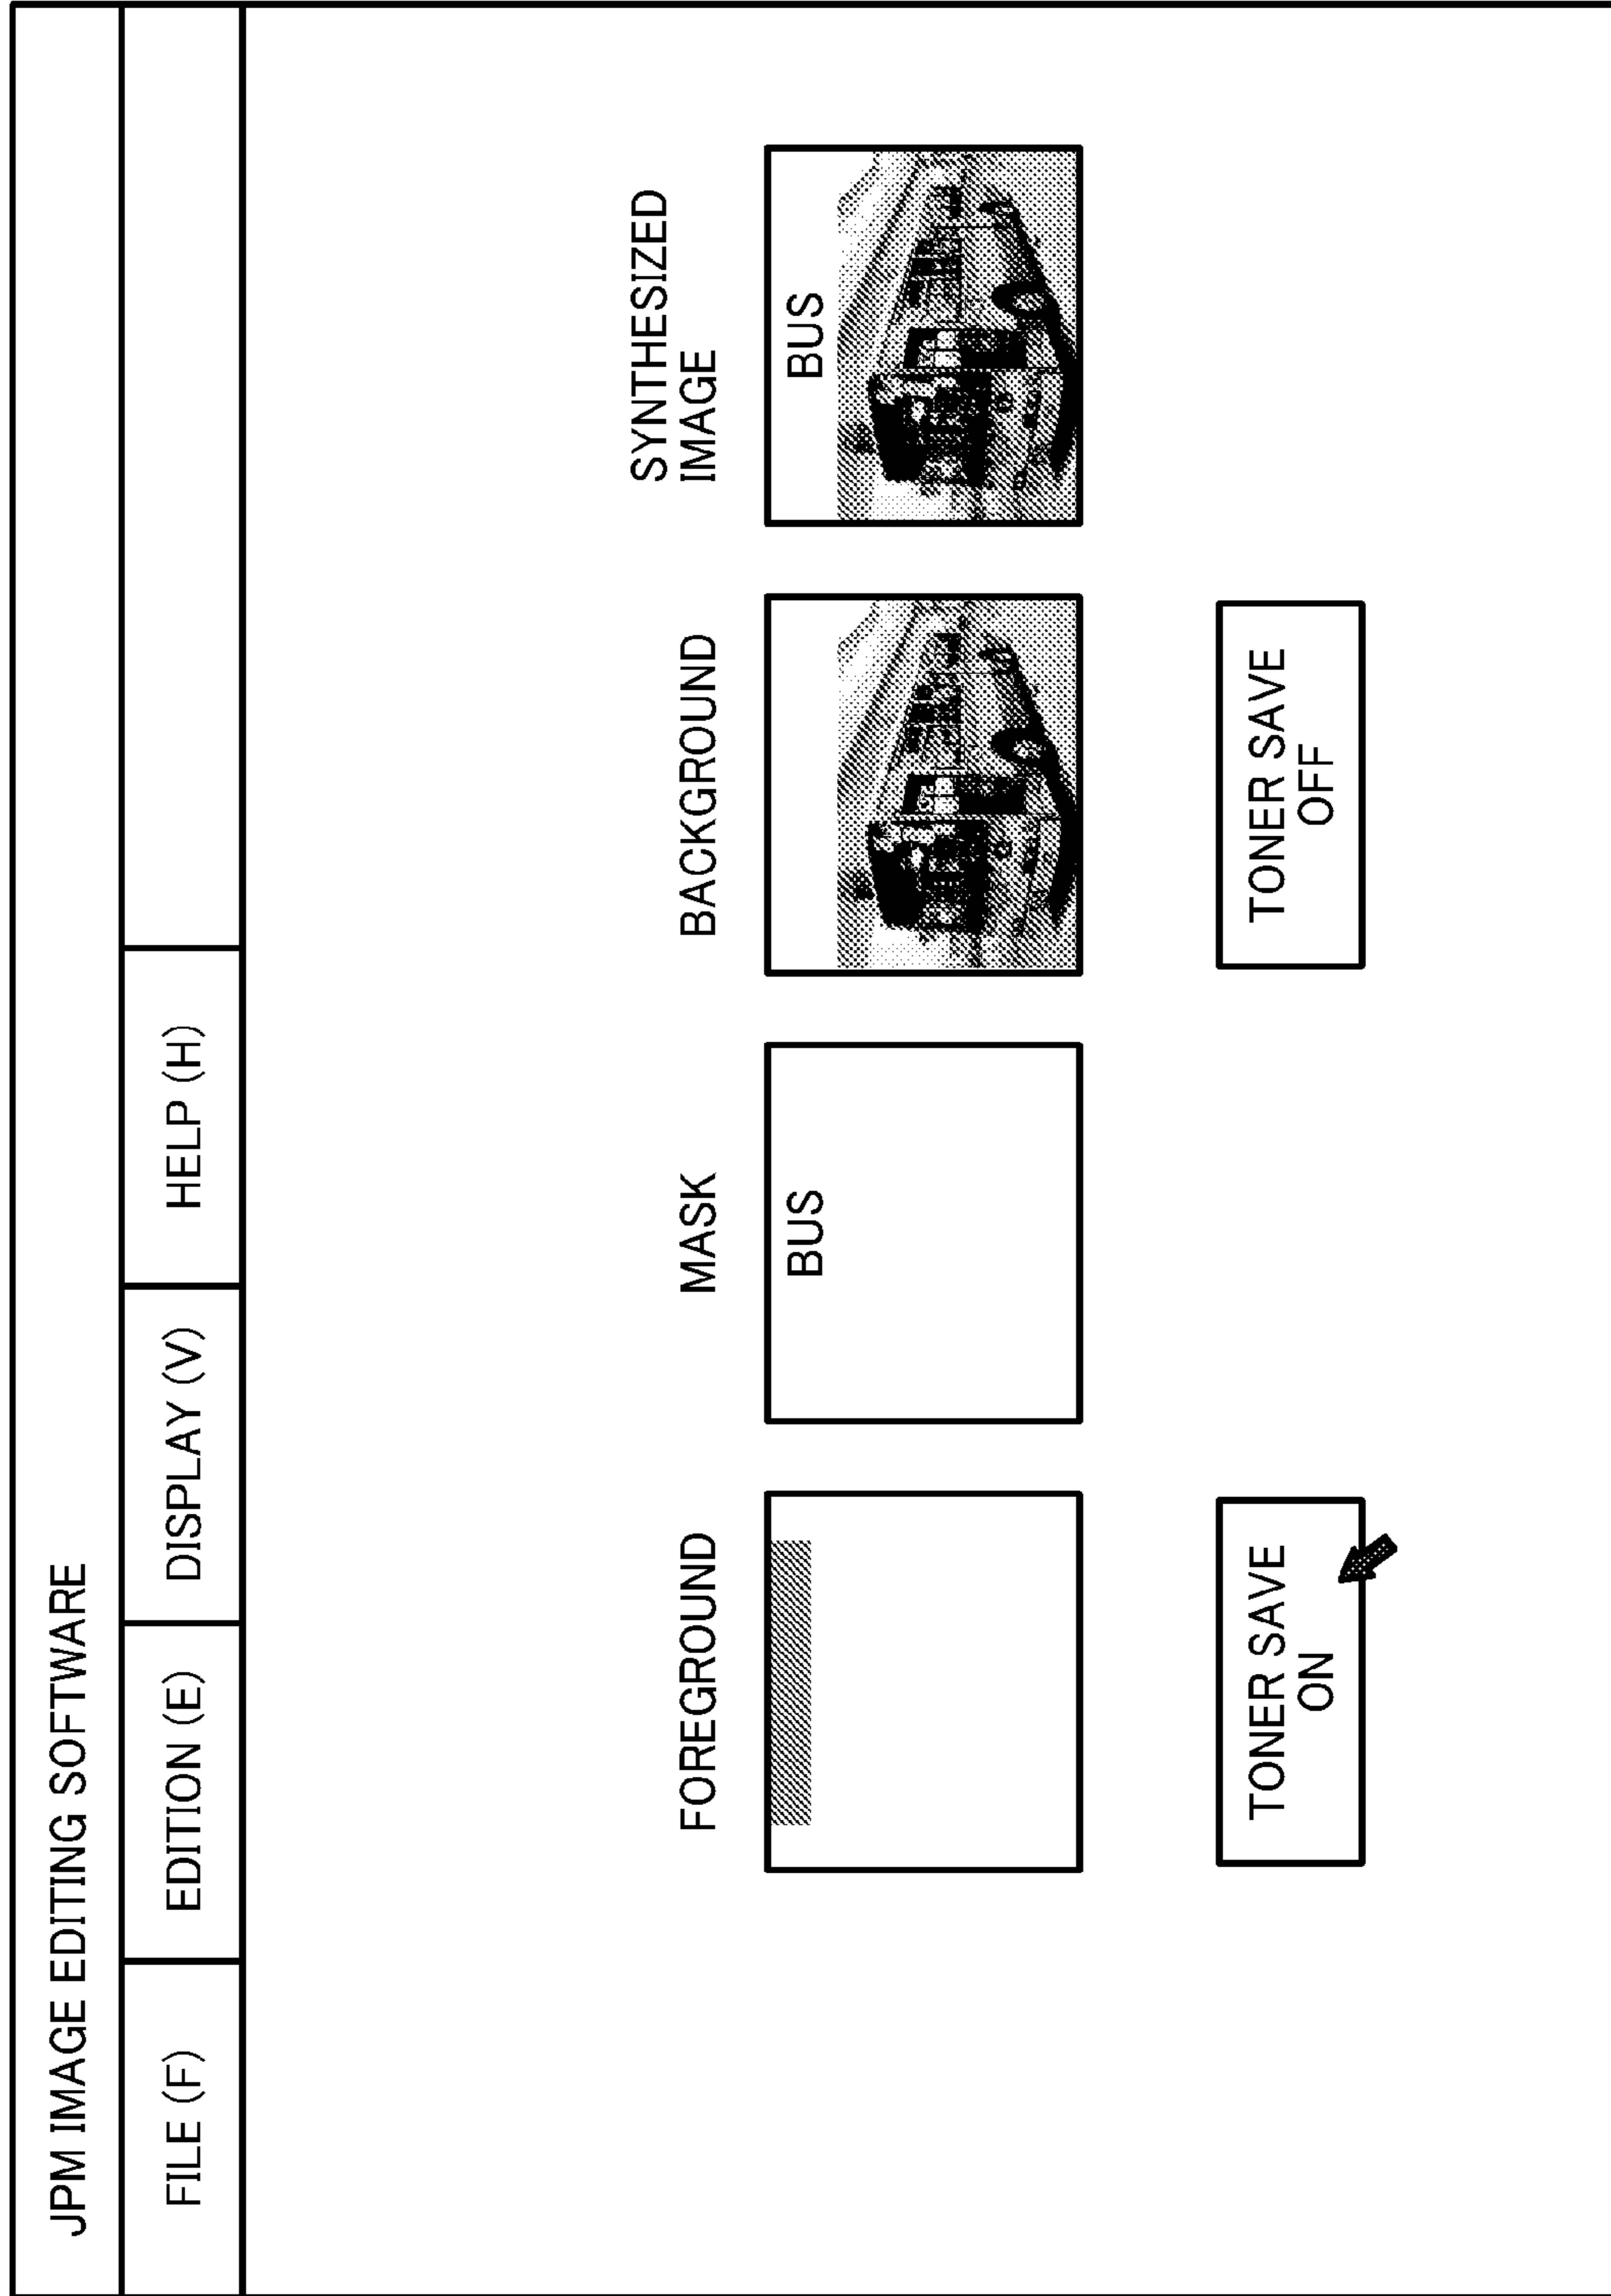 JPM IMAGE EDITING SOFTWARE
FILE (F)
EDITION (E)
DISPLAY (V)
HELP (H)
FOREGROUND
MASK
BACKGROUND
SYNTHESIZED
IMAGE
BUS
BUS
TONER SAVE
ON
TONER SAVE
OFF